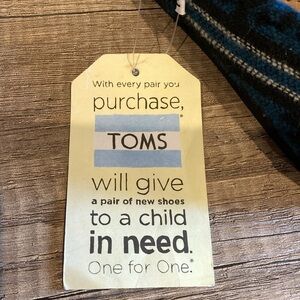 With every pair you
purchase,
TOMS®
will give
a pair of new shoes
to a child
in need.
One for One.®